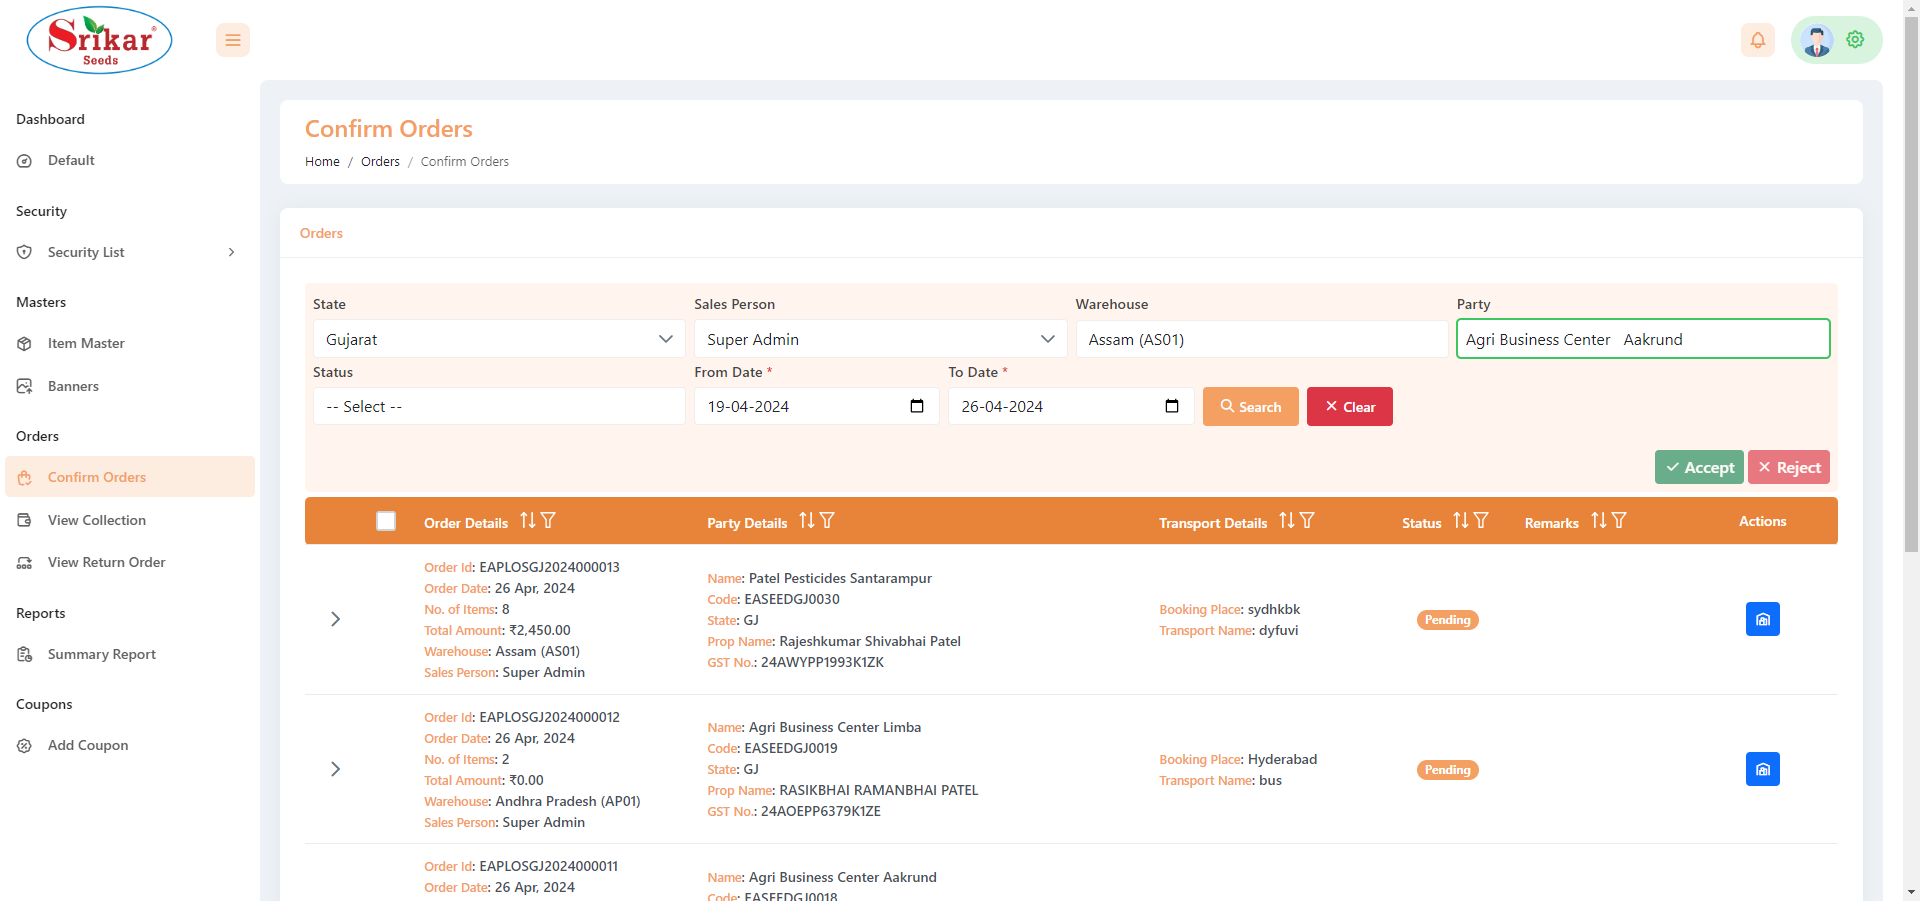 Srikar®
Seeds
Dashboard
Default
Security
Security List
Masters
Item Master
Banners
Orders
Confirm Orders
View Collection
View Return Order
Reports
Summary Report
Coupons
Add Coupon
Confirm Orders
Home / Orders / Confirm Orders
Orders
State Sales Person Warehouse Party
Gujarat Super Admin Assam (AS01) Agri Business Center   Aakrund
Status From Date * To Date *
-- Select -- 19-04-2024 26-04-2024 Search Clear
Accept Reject
Order Details Party Details Transport Details Status Remarks Actions
Order Id: EAPLOSGJ2024000013
Order Date: 26 Apr, 2024
No. of Items: 8
Total Amount: ₹2,450.00
Warehouse: Assam (AS01)
Sales Person: Super Admin
Name: Patel Pesticides Santarampur
Code: EASEEDGJ0030
State: GJ
Prop Name: Rajeshkumar Shivabhai Patel
GST No.: 24AWYPP1993K1ZK
Booking Place: sydhkbk
Transport Name: dyfuvi
Pending
Order Id: EAPLOSGJ2024000012
Order Date: 26 Apr, 2024
No. of Items: 2
Total Amount: ₹0.00
Warehouse: Andhra Pradesh (AP01)
Sales Person: Super Admin
Name: Agri Business Center Limba
Code: EASEEDGJ0019
State: GJ
Prop Name: RASIKBHAI RAMANBHAI PATEL
GST No.: 24AOEPP6379K1ZE
Booking Place: Hyderabad
Transport Name: bus
Pending
Order Id: EAPLOSGJ2024000011
Order Date: 26 Apr, 2024
Name: Agri Business Center Aakrund
Code: EASEEDGJ0018